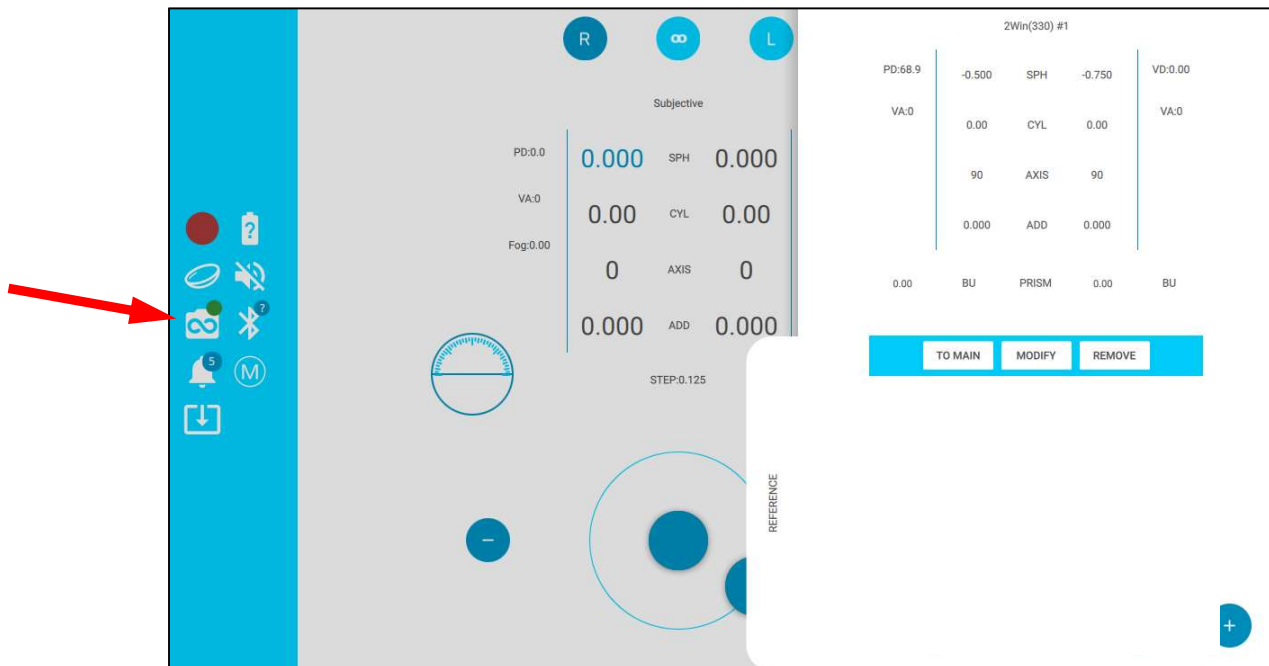 R ∞ L
Subjective
PD:0.0 0.000 SPH 0.000
VA:0 0.00 CYL 0.00
Fog:0.00
0 AXIS 0
0.000 ADD 0.000
STEP:0.125
−
?
?
5 M
REFERENCE
2Win(330) #1
PD:68.9 -0.500 SPH -0.750 VD:0.00
VA:0 0.00 CYL 0.00 VA:0
90 AXIS 90
0.000 ADD 0.000
0.00 BU PRISM 0.00 BU
TO MAIN MODIFY REMOVE
+